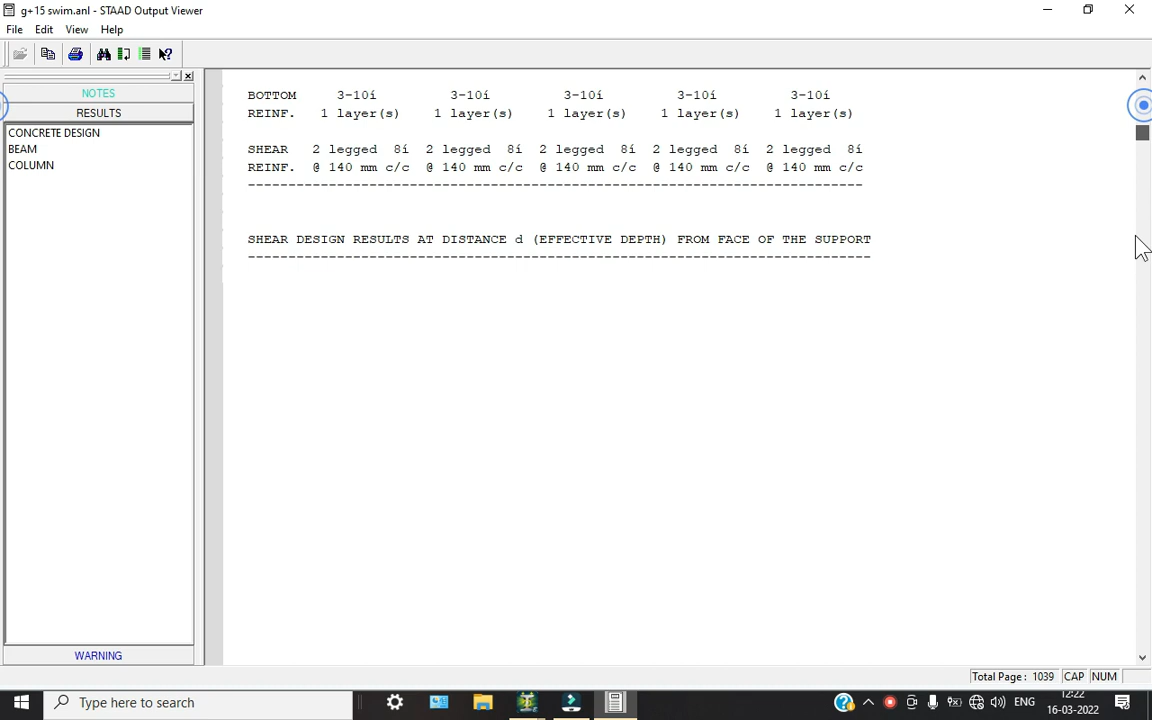 g+15 swim.anl - STAAD Output Viewer
File Edit View Help
NOTES
RESULTS
CONCRETE DESIGN
BEAM
COLUMN
WARNING
BOTTOM 3-10í 3-10í 3-10í 3-10í 3-10í
REINF. 1 layer(s) 1 layer(s) 1 layer(s) 1 layer(s) 1 layer(s)
SHEAR 2 legged 8í 2 legged 8í 2 legged 8í 2 legged 8í 2 legged 8í
REINF. @ 140 mm c/c @ 140 mm c/c @ 140 mm c/c @ 140 mm c/c @ 140 mm c/c
SHEAR DESIGN RESULTS AT DISTANCE d (EFFECTIVE DEPTH) FROM FACE OF THE SUPPORT
Total Page: 1039 CAP NUM
Type here to search
ENG
12:22
16-03-2022